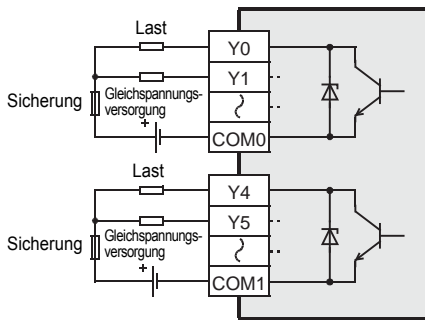 Last
Y0
Y1
Sicherung
Gleichspannungs-
versorgung
+
COM0
Last
Y4
Y5
Sicherung
Gleichspannungs-
versorgung
+
COM1